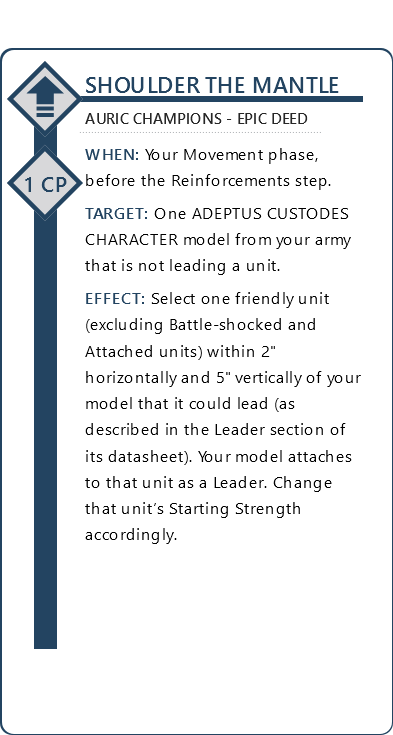 SHOULDER THE MANTLE
AURIC CHAMPIONS - EPIC DEED
1 CP
WHEN: Your Movement phase,
before the Reinforcements step.
TARGET: One ADEPTUS CUSTODES
CHARACTER model from your army
that is not leading a unit.
EFFECT: Select one friendly unit
(excluding Battle-shocked and
Attached units) within 2"
horizontally and 5" vertically of your
model that it could lead (as
described in the Leader section of
its datasheet). Your model attaches
to that unit as a Leader. Change
that unit’s Starting Strength
accordingly.